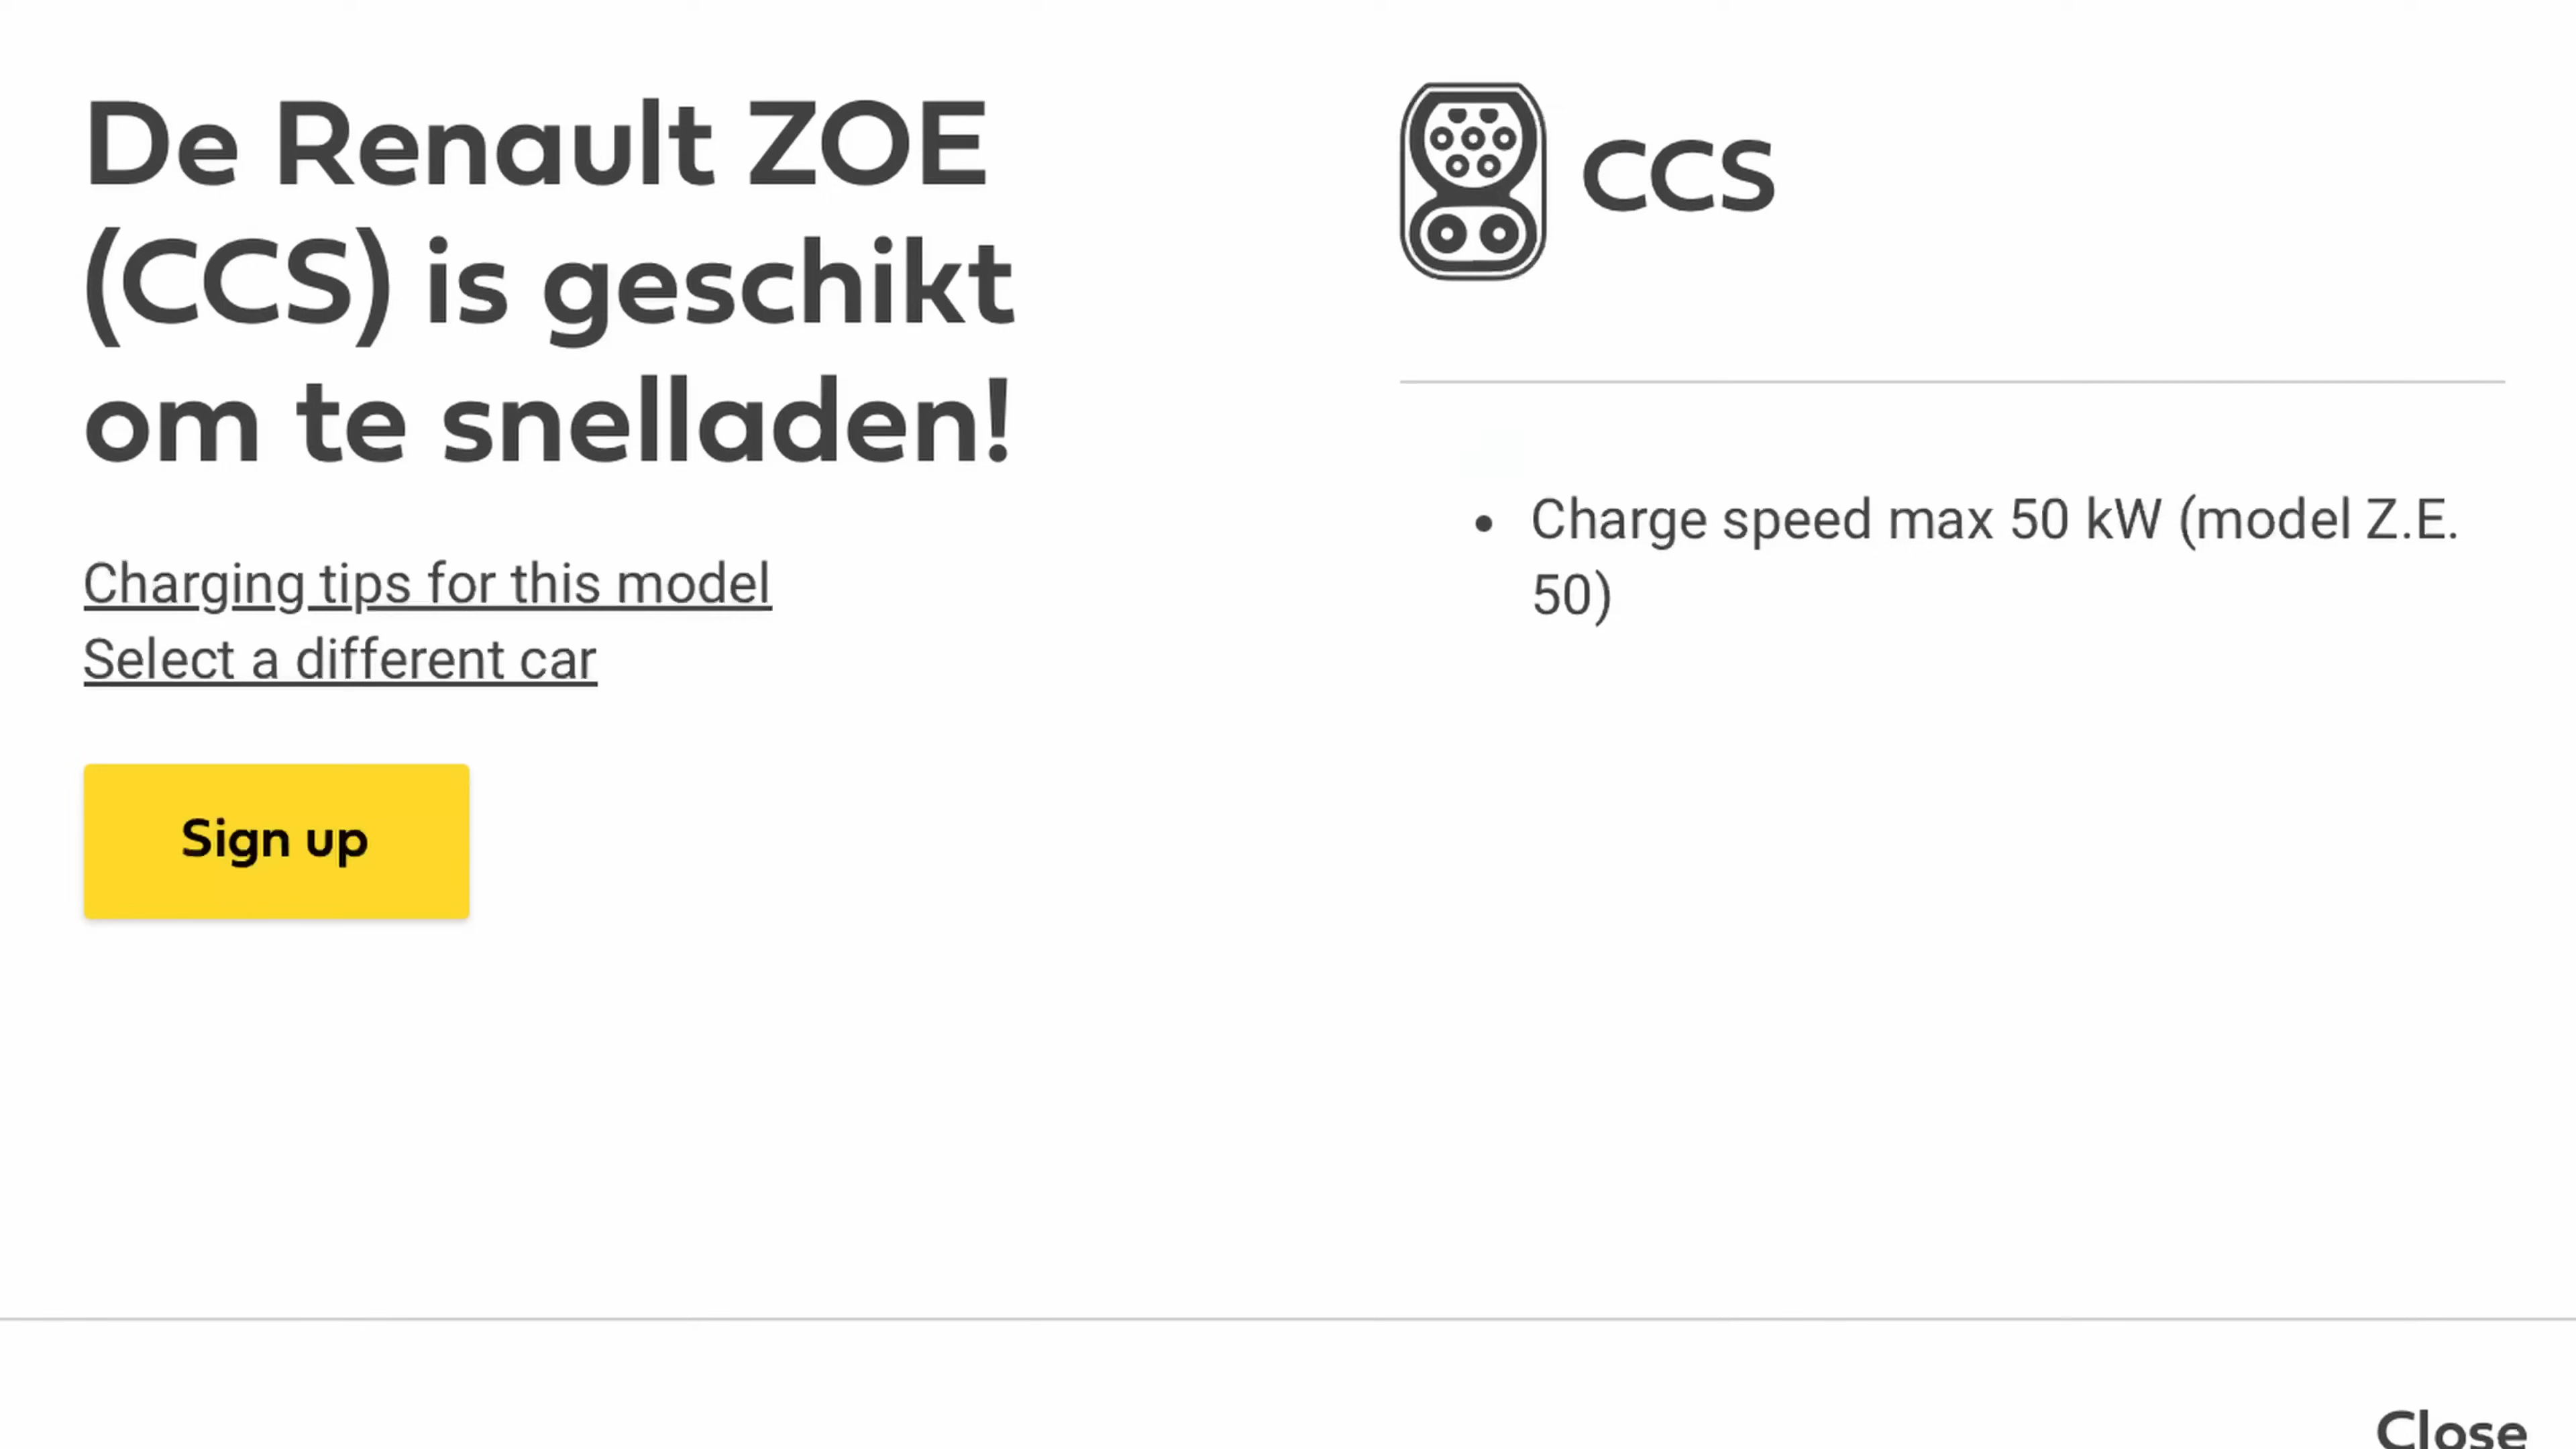 De Renault ZOE
(CCS) is geschikt
om te snelladen!
Charging tips for this model
Select a different car
Sign up
CCS
• Charge speed max 50 kW (model Z.E.
50)
Close